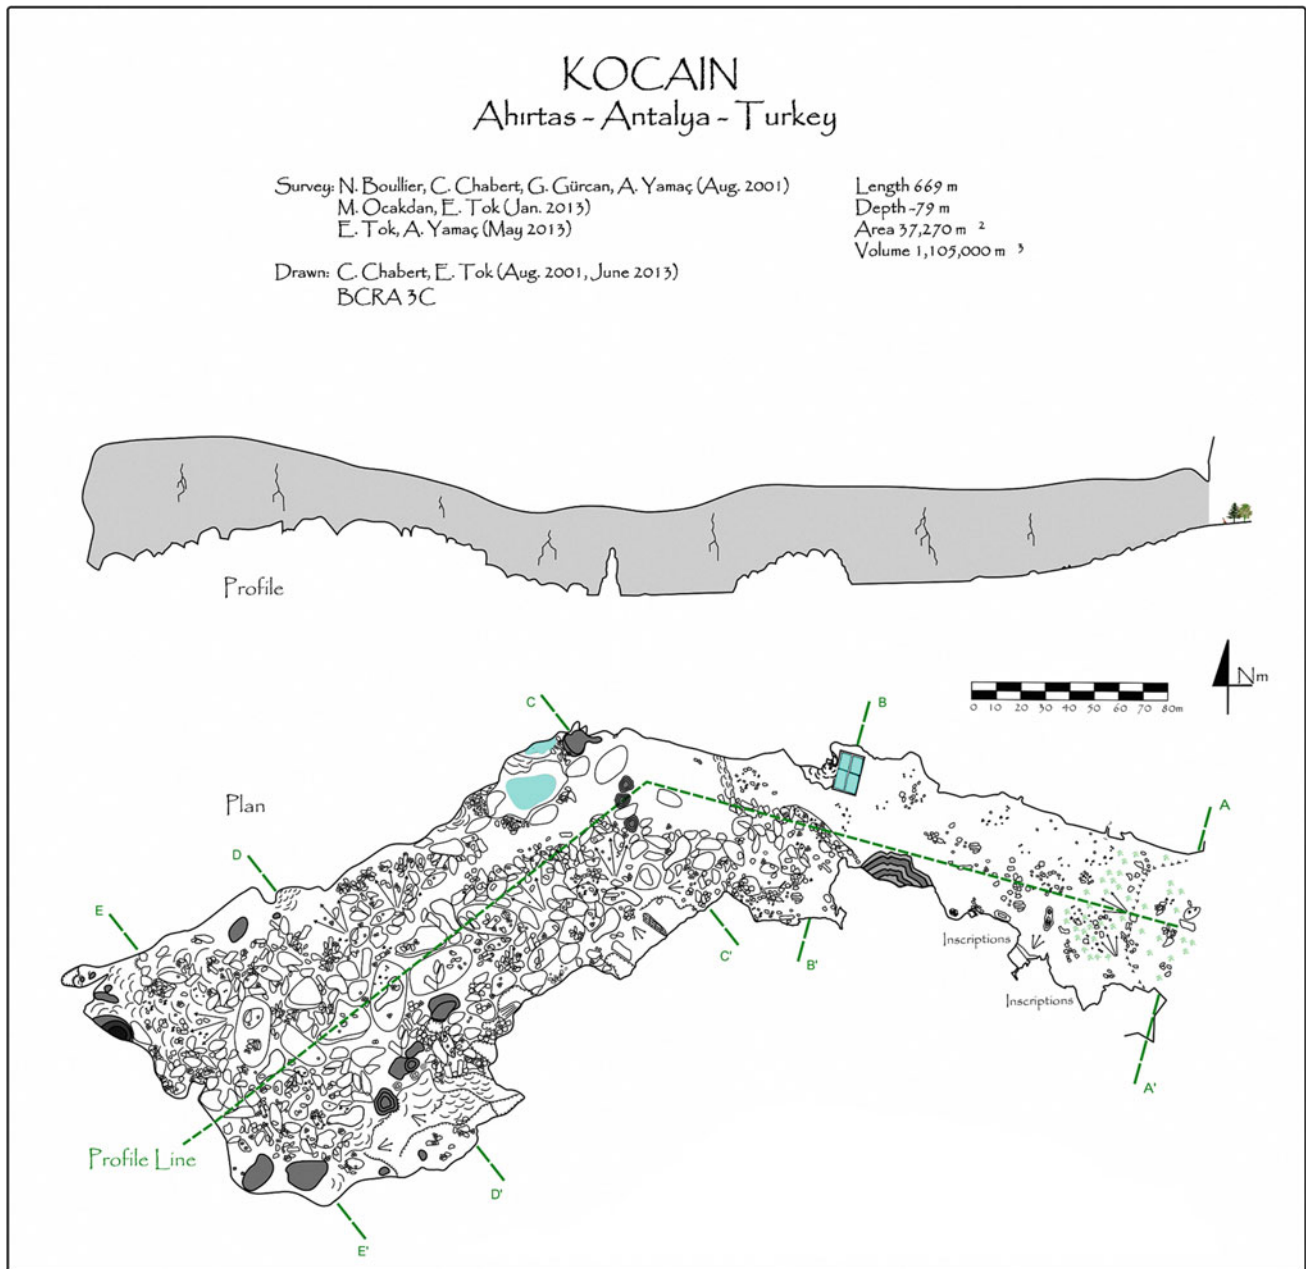 KOCAIN
Ahırtas - Antalya - Turkey
Survey: N. Boullier, C. Chabert, G. Gürcan, A. Yamaç (Aug. 2001)
M. Ocakdan, E. Tok (Jan. 2013)
E. Tok, A. Yamaç (May 2013)
Drawn: C. Chabert, E. Tok (Aug. 2001, June 2013)
BCRA 3C
Length 669 m
Depth -79 m
Area 37,270 m 2
Volume 1,105,000 m 3
Profile
Nm
0 10 20 30 40 50 60 70 80m
C
B
A
Plan
D
E
Inscriptions
C'
B'
Inscriptions
A'
Profile Line
D'
E'